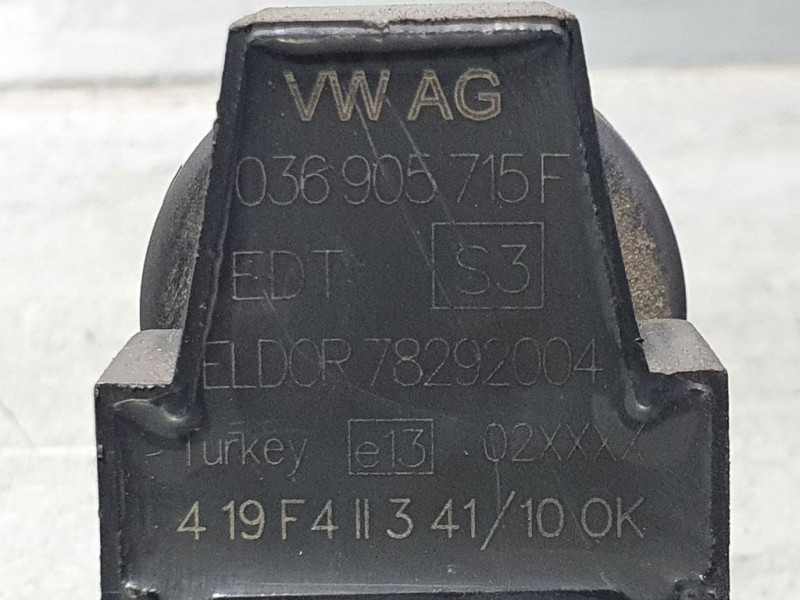 VW AG
036 905 715 F
EDT S3
ELDOR 78292004
Turkey e13 02XXXX
4 19 F4 II 3 41/10 OK